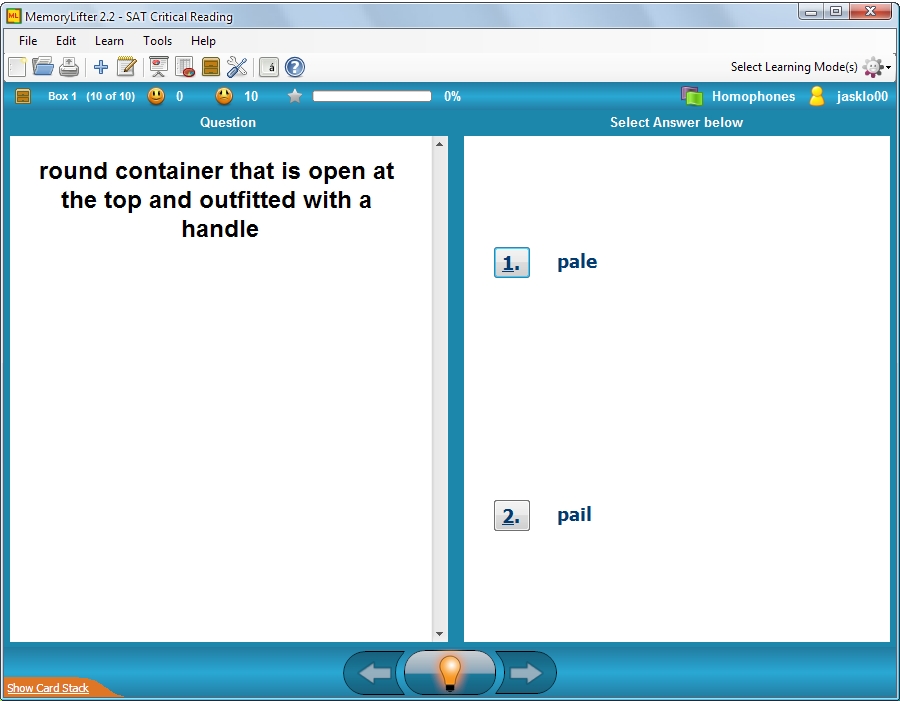 MemoryLifter 2.2 - SAT Critical Reading
File Edit Learn Tools Help
á ?
Select Learning Mode(s)
Box 1 (10 of 10) 0 10 0% Homophones jasklo00
Question
Select Answer below
round container that is open at
the top and outfitted with a
handle
1. pale
2. pail
Show Card Stack